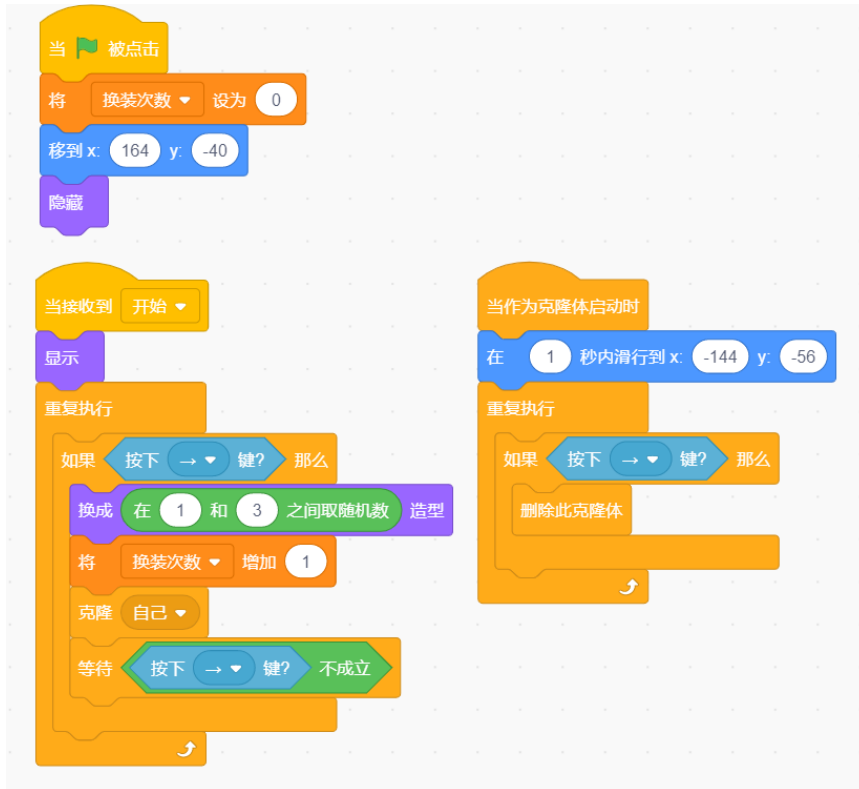 当 被点击
将 换装次数 设为 0
移到 x: 164 y: -40
隐藏
当接收到 开始
显示
重复执行
如果 按下 → 键? 那么
换成 在 1 和 3 之间取随机数 造型
将 换装次数 增加 1
克隆 自己
等待 按下 → 键? 不成立
当作为克隆体启动时
在 1 秒内滑行到 x: -144 y: -56
重复执行
如果 按下 → 键? 那么
删除此克隆体